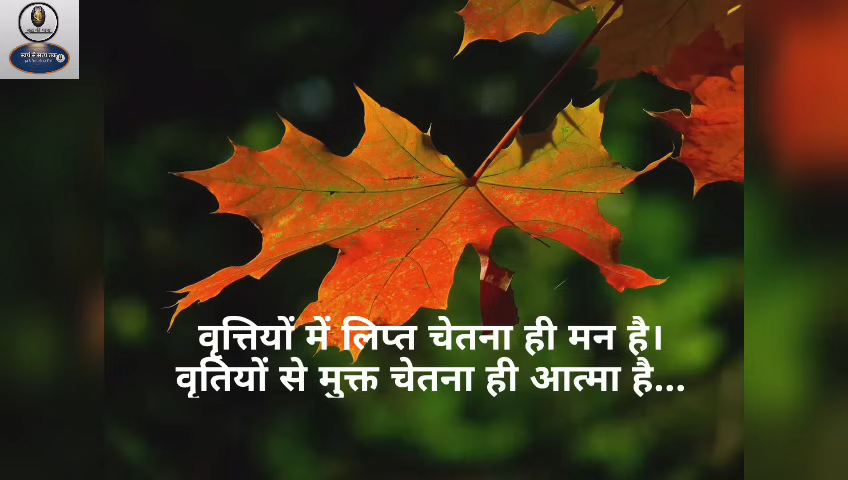 वृत्तियों में लिप्त चेतना ही मन है।
वृतियों से मुक्त चेतना ही आत्मा है...